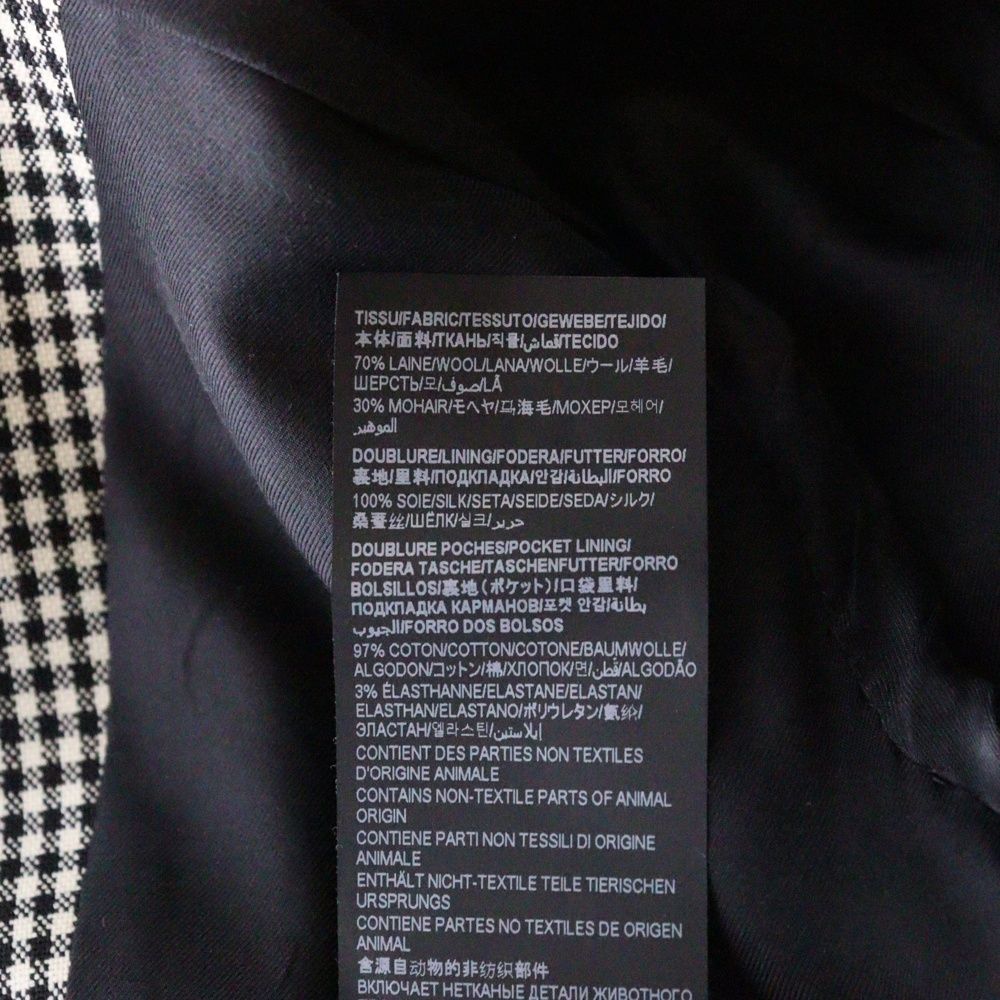 TISSU/FABRIC/TESSUTO/GEWEBE/TEJIDO/
本体/面料/ТКАНЬ/직물/قماش/TECIDO
70% LAINE/WOOL/LANA/WOLLE/ウール/羊毛/
ШЕРСТЬ/모/صوف/LÃ
30% MOHAIR/モヘヤ/马海毛/МОХЕР/모헤어/
الموهير
DOUBLURE/LINING/FODERA/FUTTER/FORRO/
裏地/里料/ПОДКЛАДКА/안감/البطانة/FORRO
100% SOIE/SILK/SETA/SEIDE/SEDA/シルク/
桑蚕丝/ШЁЛК/실크/حرير
DOUBLURE POCHES/POCKET LINING/
FODERA TASCHE/TASCHENFUTTER/FORRO
BOLSILLOS/裏地(ポケット)/口袋里料/
ПОДКЛАДКА КАРМАНОВ/포켓 안감/بطانة
الجيوب/FORRO DOS BOLSOS
97% COTON/COTTON/COTONE/BAUMWOLLE/
ALGODON/コットン/棉/ХЛОПОК/면/قطن/ALGODÃO
3% ÉLASTHANNE/ELASTANE/ELASTAN/
ELASTHAN/ELASTANO/ポリウレタン/氨纶/
ЭЛАСТАН/엘라스틴/إيلاستين
CONTIENT DES PARTIES NON TEXTILES
D'ORIGINE ANIMALE
CONTAINS NON-TEXTILE PARTS OF ANIMAL
ORIGIN
CONTIENE PARTI NON TESSILI DI ORIGINE
ANIMALE
ENTHÄLT NICHT-TEXTILE TEILE TIERISCHEN
URSPRUNGS
CONTIENE PARTES NO TEXTILES DE ORIGEN
ANIMAL
含源自动物的非纺织部件
ВКЛЮЧАЕТ НЕТКАНЫЕ ДЕТАЛИ ЖИВОТНОГО